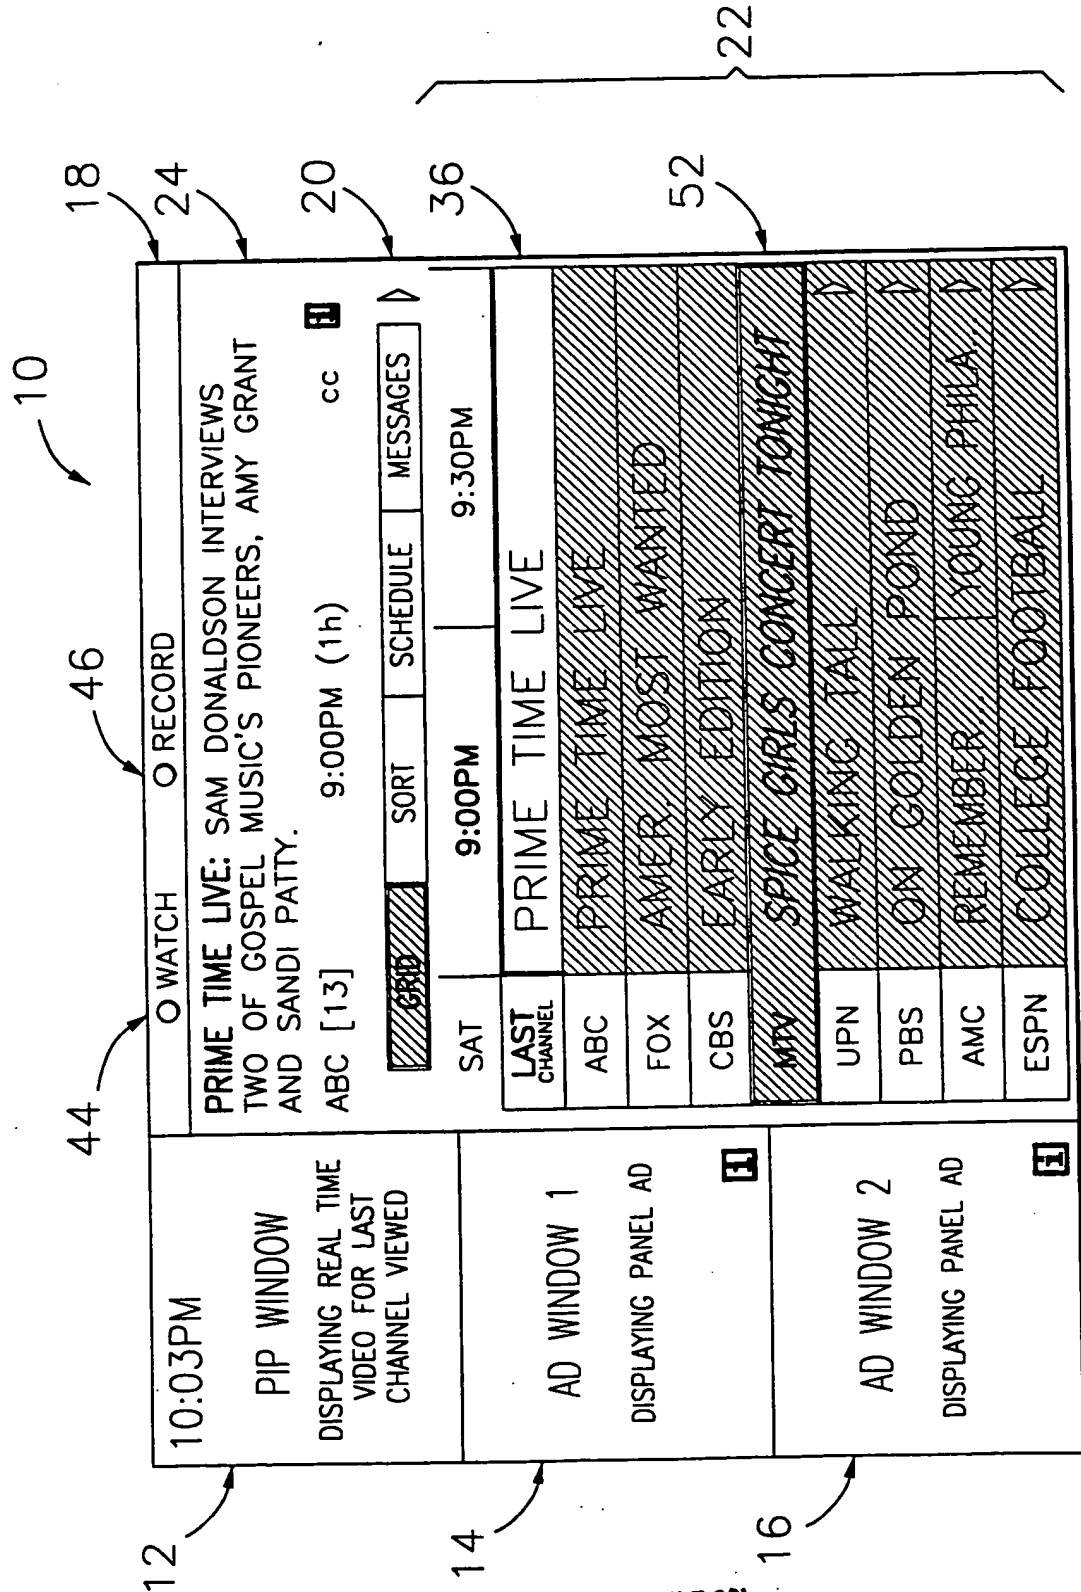 10
44
46
18
24
20
36
52
22
12
14
16
10:03PM
PIP WINDOW
DISPLAYING REAL TIME
VIDEO FOR LAST
CHANNEL VIEWED
AD WINDOW 1
DISPLAYING PANEL AD
i
AD WINDOW 2
DISPLAYING PANEL AD
i
WATCH RECORD
PRIME TIME LIVE: SAM DONALDSON INTERVIEWS
TWO OF GOSPEL MUSIC'S PIONEERS, AMY GRANT
AND SANDI PATTY.
ABC [13] 9:00PM (1h) cc i
GRID SORT SCHEDULE MESSAGES
SAT 9:00PM 9:30PM
LAST CHANNEL PRIME TIME LIVE
ABC PRIME TIME LIVE
FOX AMER. MOST WANTED
CBS EARLY EDITION
MTV SPICE GIRLS CONCERT TONIGHT
UPN WALKING TALL
PBS ON GOLDEN POND
AMC REMEMBER... YOUNG PHILA...
ESPN COLLEGE FOOTBALL